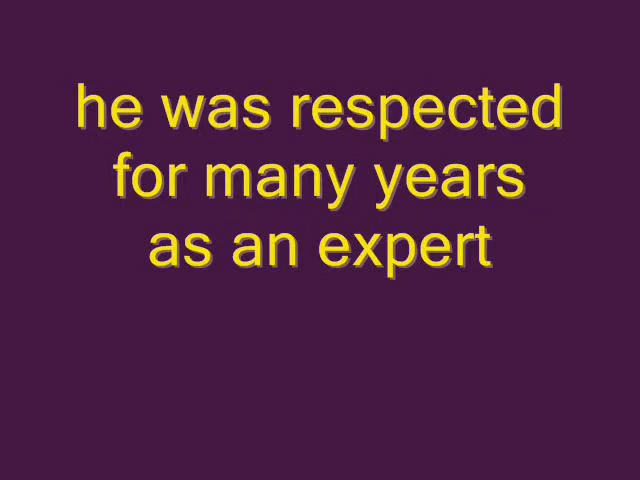 he was respected
for many years
as an expert